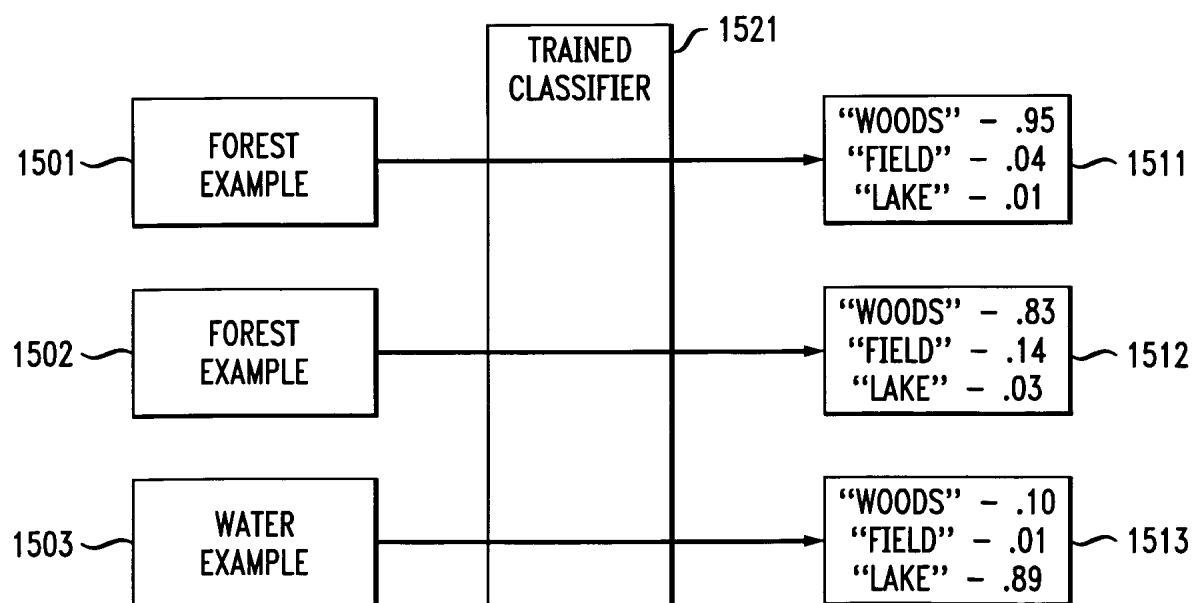 1521
TRAINED
CLASSIFIER
1501
FOREST
EXAMPLE
“WOODS” – .95
“FIELD” – .04
“LAKE” – .01
1511
1502
FOREST
EXAMPLE
“WOODS” – .83
“FIELD” – .14
“LAKE” – .03
1512
1503
WATER
EXAMPLE
“WOODS” – .10
“FIELD” – .01
“LAKE” – .89
1513